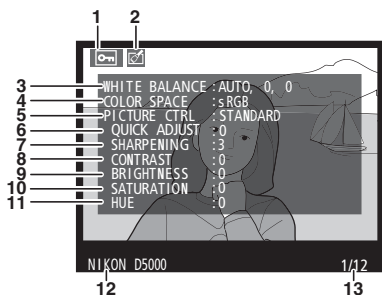 1 2
3 WHITE BALANCE :AUTO, 0, 0
4 COLOR SPACE :sRGB
5 PICTURE CTRL :STANDARD
6 QUICK ADJUST :0
7 SHARPENING :3
8 CONTRAST :0
9 BRIGHTNESS :0
10 SATURATION :0
11 HUE :0
NIKON D5000 1/12
12 13